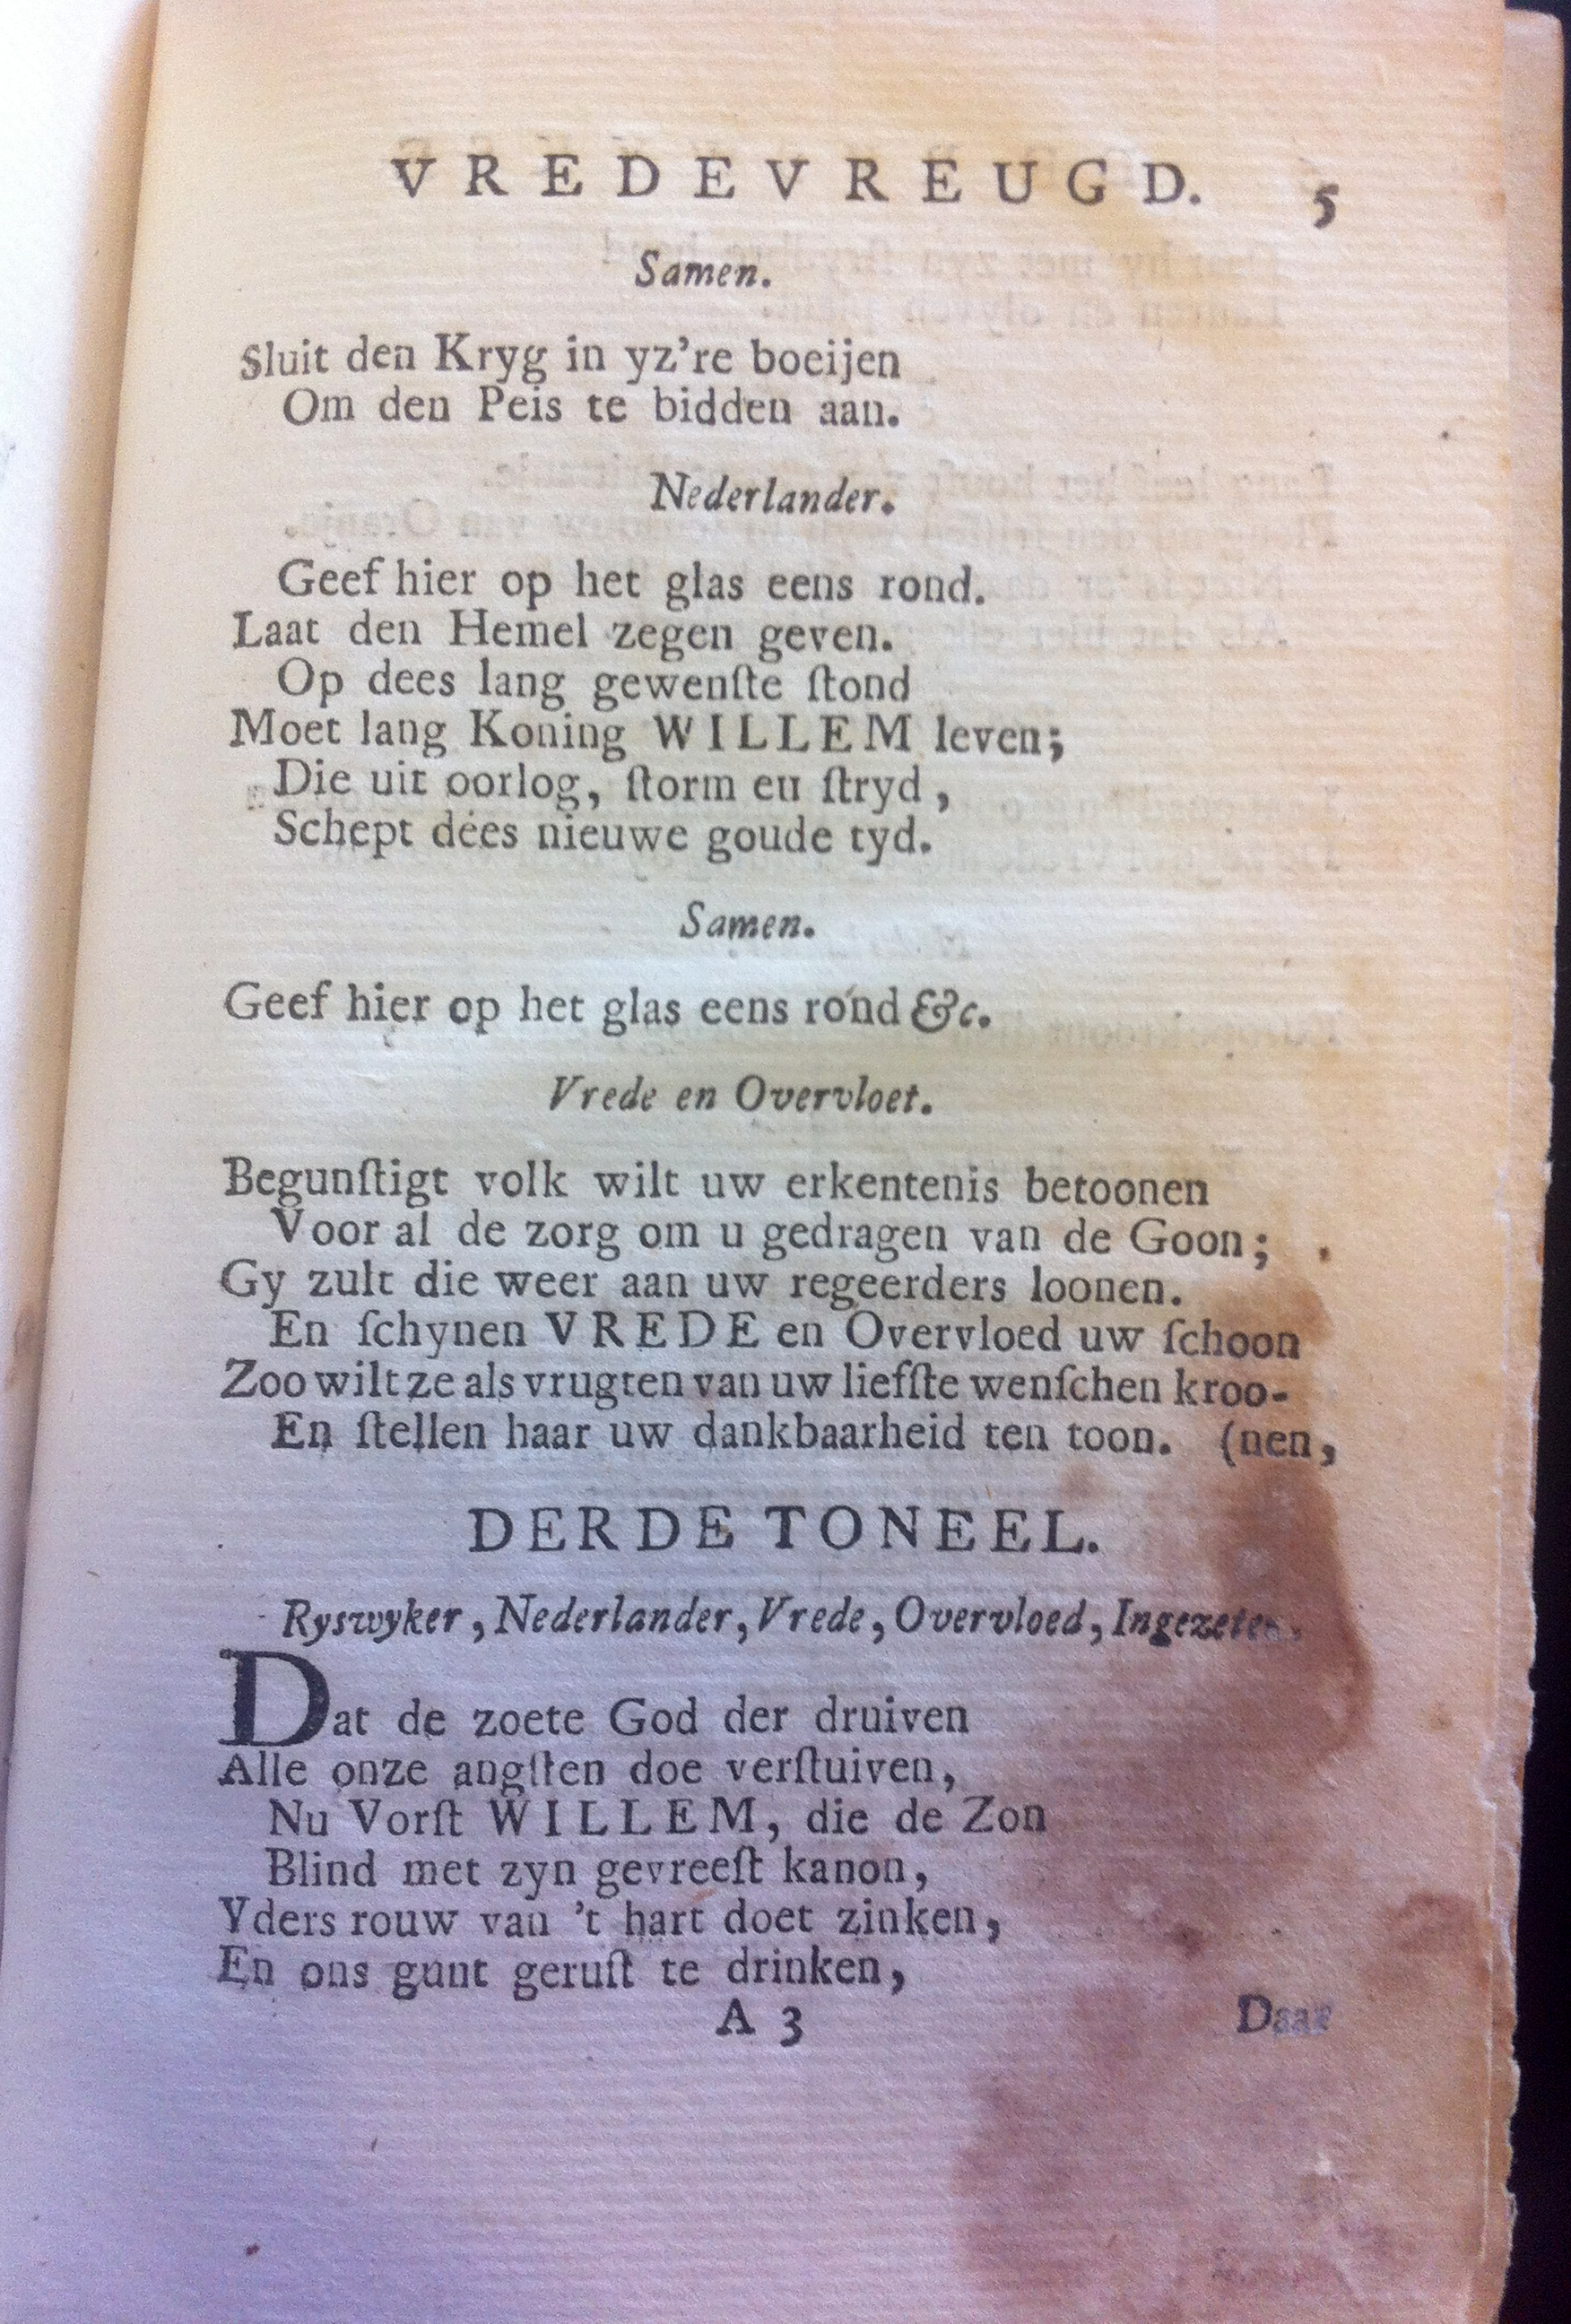 VREDEVREUGD. 5
Samen.
Sluit den Kryg in yz're boeijen
Om den Peis te bidden aan.
Nederlander.
Geef hier op het glas eens rond.
Laat den Hemel zegen geven.
Op dees lang gewenſte ſtond
Moet lang Koning WILLEM leven;
Die uit oorlog, ſtorm en ſtryd,
Schept dees nieuwe goude tyd.
Samen.
Geef hier op het glas eens rond &c.
Vrede en Overvloet.
Begunſtigt volk wilt uw erkentenis betoonen
Voor al de zorg om u gedragen van de Goon;
Gy zult die weer aan uw regeerders loonen.
En ſchynen VREDE en Overvloed uw ſchoon
Zoo wilt ze als vrugten van uw liefſte wenſchen kroo-
En ſtellen haar uw dankbaarheid ten toon. (nen,
DERDE TONEEL.
Ryswyker, Nederlander, Vrede, Overvloed, Ingezeten.
Dat de zoete God der druiven
Alle onze angſten doe verſtuiven,
Nu Vorſt WILLEM, die de Zon
Blind met zyn gevreeſt kanon,
Yders rouw van 't hart doet zinken,
En ons gunt geruſt te drinken,
A 3 Daar